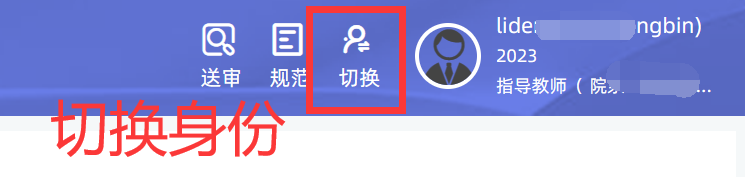 送审 规范 切换
lide ngbin)
2023
指导教师（ 院 ...
切换身份